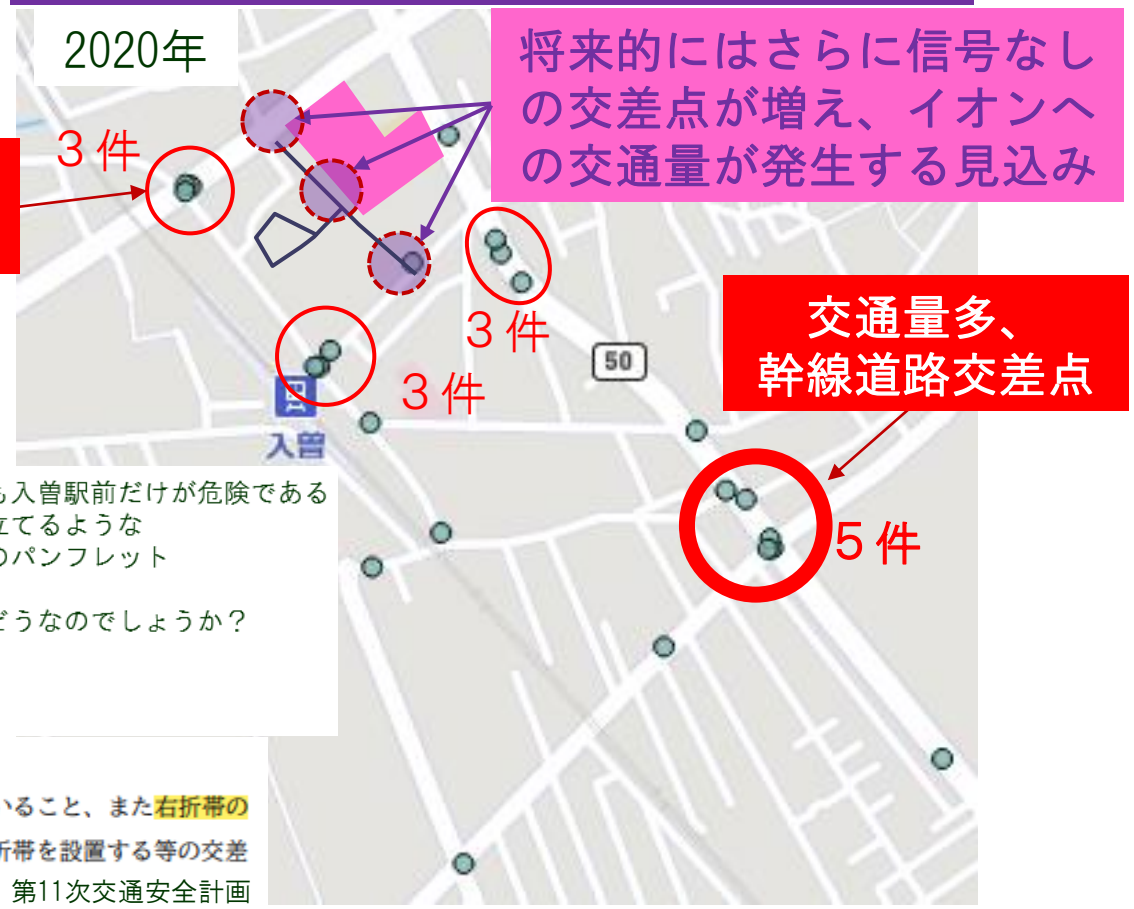 2020年
将来的にはさらに信号なし
の交差点が増え、イオンへ
の交通量が発生する見込み
3件
3件
3件
50
交通量多、
幹線道路交差点
入曽
5件
も入曽駅前だけが危険である
立てるような
のパンフレット
どうなのでしょうか？
いること、また右折帯の
折帯を設置する等の交差
第11次交通安全計画